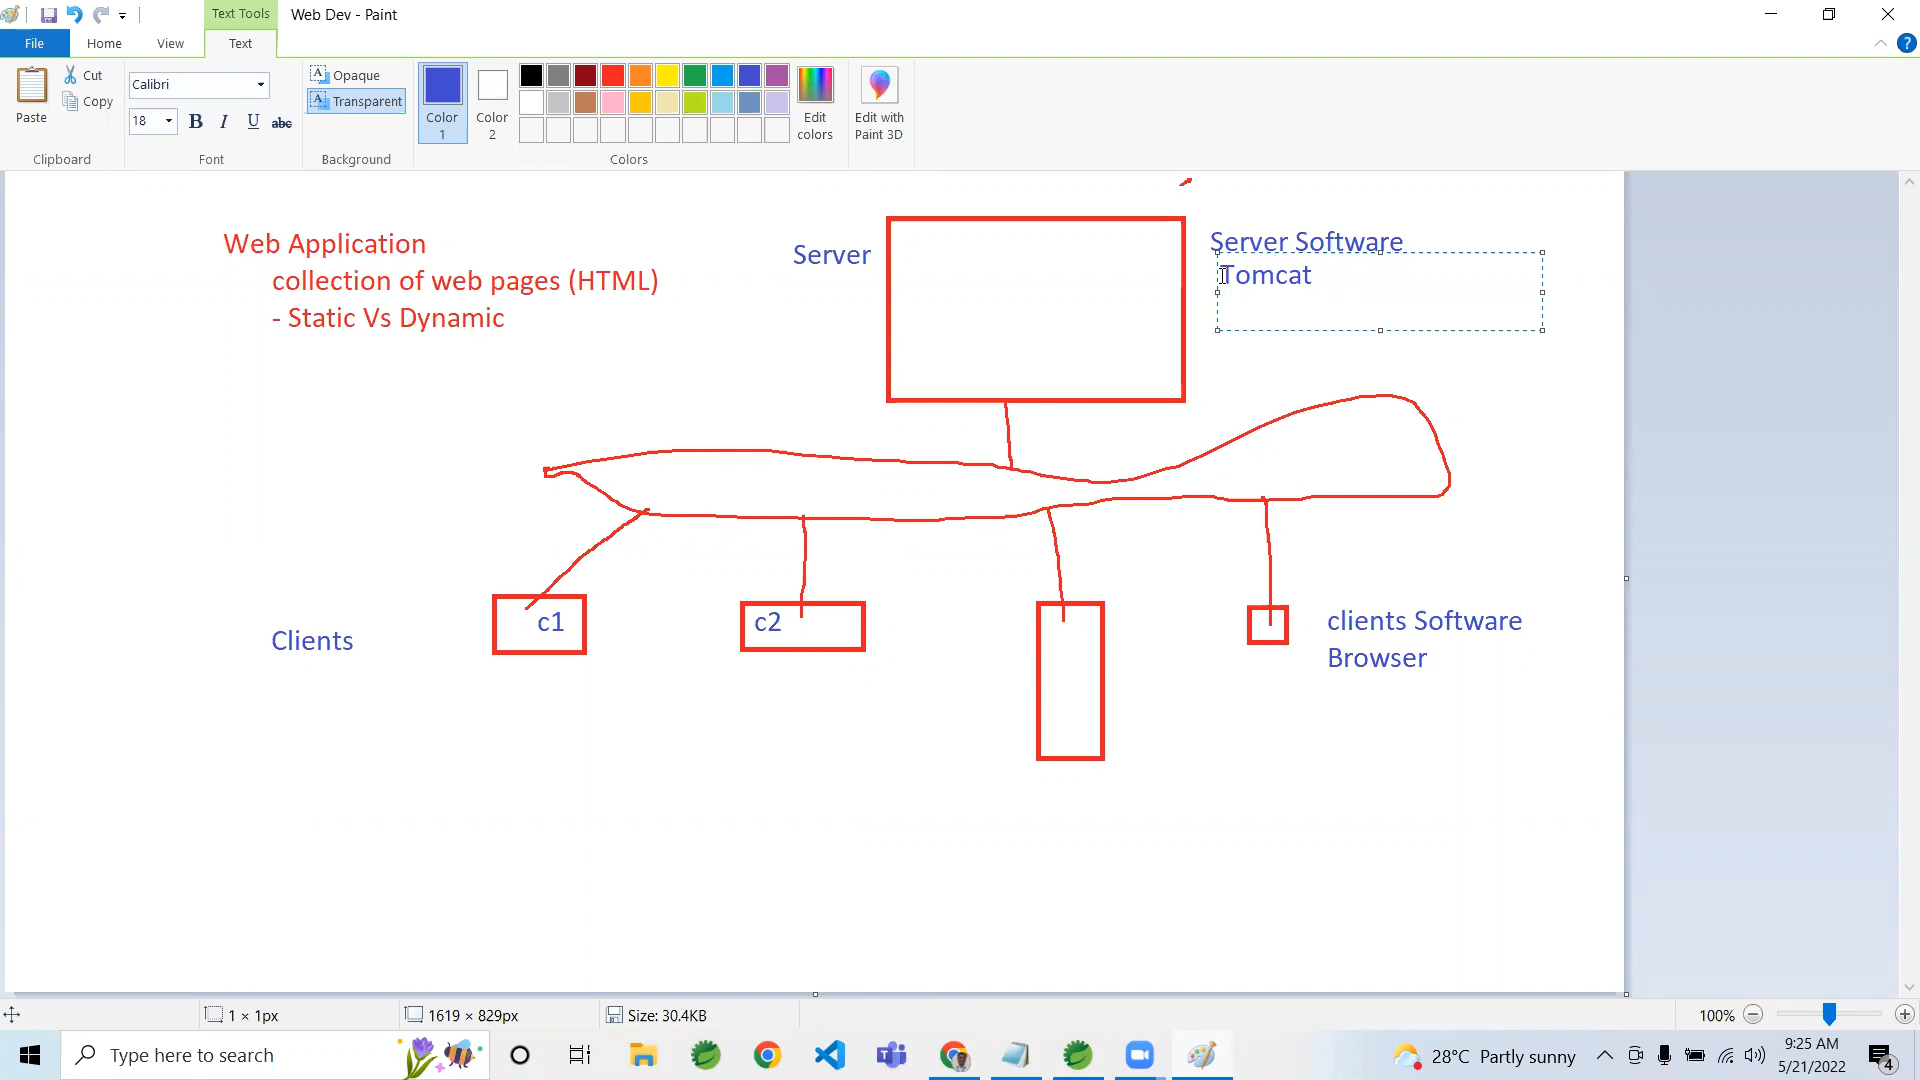 Text Tools
Web Dev - Paint
File
Home
View
Text
?
Paste
Cut
Copy
Clipboard
Calibri
18
B I U abc
Font
A Opaque
A Transparent
Background
Color 1
Color 2
Colors
Edit colors
Edit with Paint 3D
Web Application
collection of web pages (HTML)
- Static Vs Dynamic
Server
Server Software
Tomcat
Clients
c1
c2
clients Software
Browser
1 × 1px
1619 × 829px
Size: 30.4KB
100%
Type here to search
28°C Partly sunny
9:25 AM
5/21/2022
4